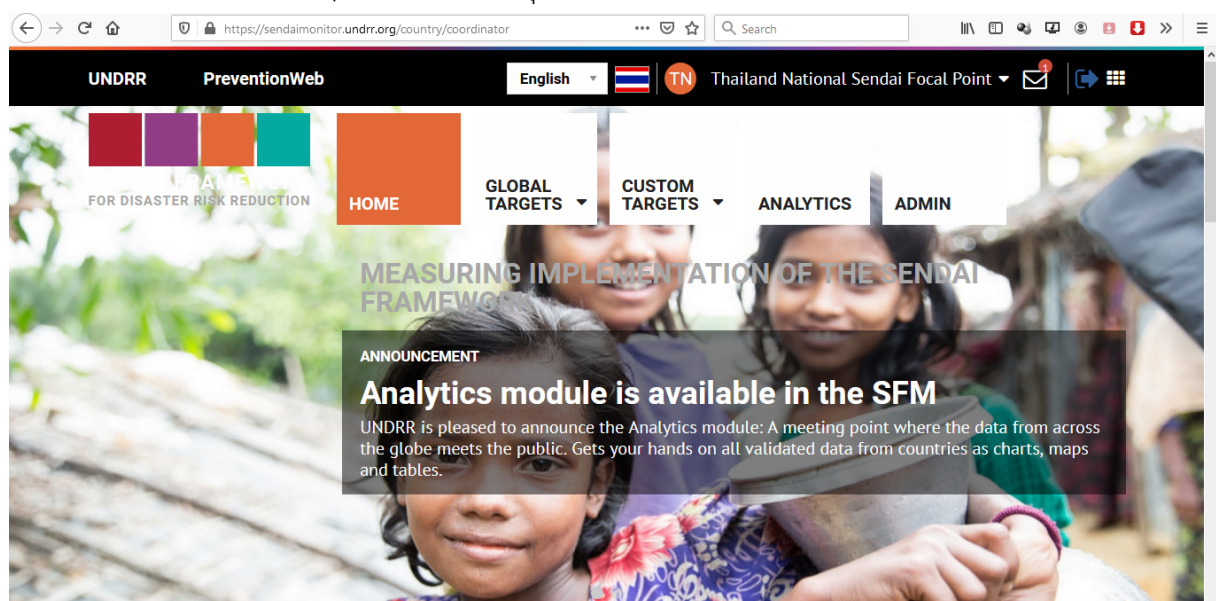 https://sendaimonitor.undrr.org/country/coordinator
Search
UNDRR PreventionWeb English TN Thailand National Sendai Focal Point 1
FRAMEWORK
FOR DISASTER RISK REDUCTION
HOME
GLOBAL
TARGETS
CUSTOM
TARGETS
ANALYTICS
ADMIN
MEASURING IMPLEMENTATION OF THE SENDAI
FRAMEWORK
ANNOUNCEMENT
Analytics module is available in the SFM
UNDRR is pleased to announce the Analytics module: A meeting point where the data from across
the globe meets the public. Gets your hands on all validated data from countries as charts, maps
and tables.